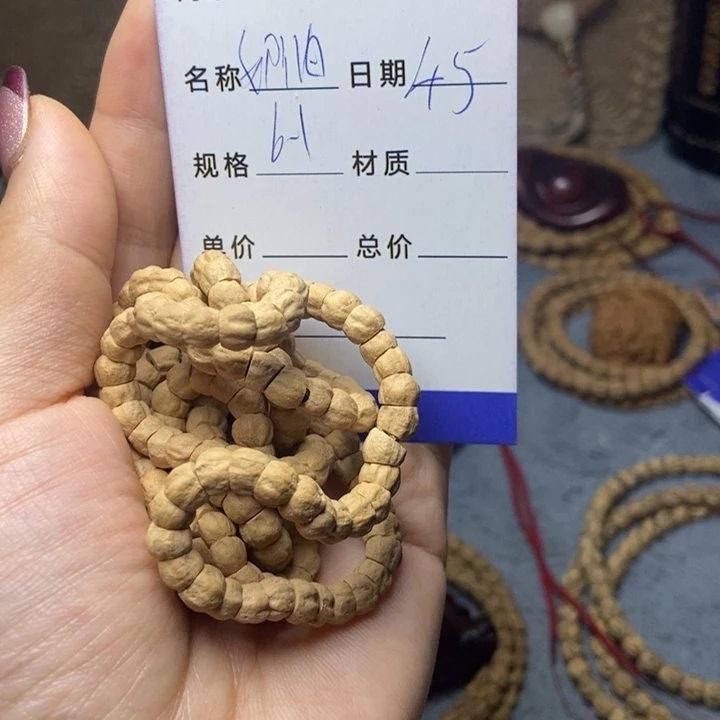 名称 日期 45
规格 6-1 材质
单价 总价